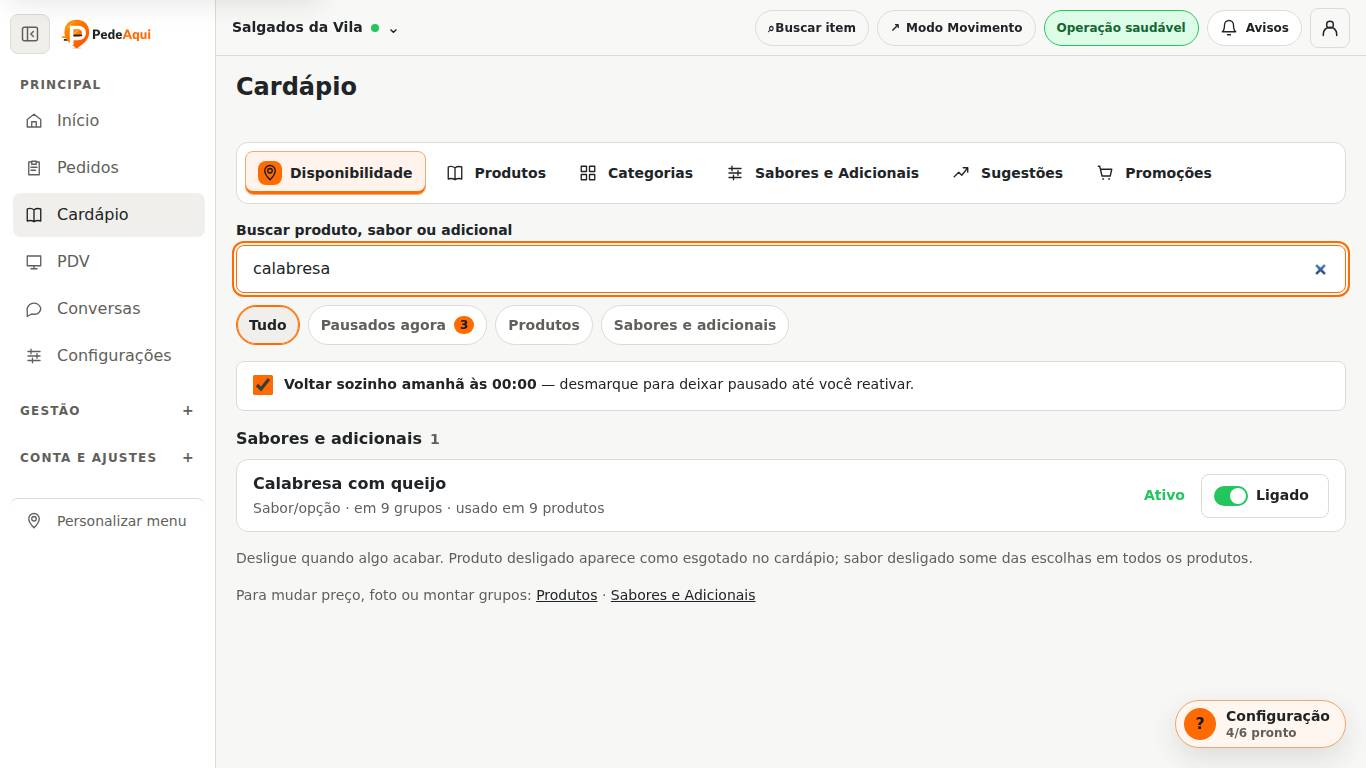 PedeAqui
Salgados da Vila
Buscar item
Modo Movimento
Operação saudável
Avisos
PRINCIPAL
Início
Pedidos
Cardápio
PDV
Conversas
Configurações
GESTÃO +
CONTA E AJUSTES +
Personalizar menu
Cardápio
Disponibilidade
Produtos
Categorias
Sabores e Adicionais
Sugestões
Promoções
Buscar produto, sabor ou adicional
calabresa
Tudo
Pausados agora 3
Produtos
Sabores e adicionais
Voltar sozinho amanhã às 00:00 — desmarque para deixar pausado até você reativar.
Sabores e adicionais 1
Calabresa com queijo
Sabor/opção · em 9 grupos · usado em 9 produtos
Ativo
Ligado
Desligue quando algo acabar. Produto desligado aparece como esgotado no cardápio; sabor desligado some das escolhas em todos os produtos.
Para mudar preço, foto ou montar grupos: Produtos · Sabores e Adicionais
?
Configuração
4/6 pronto